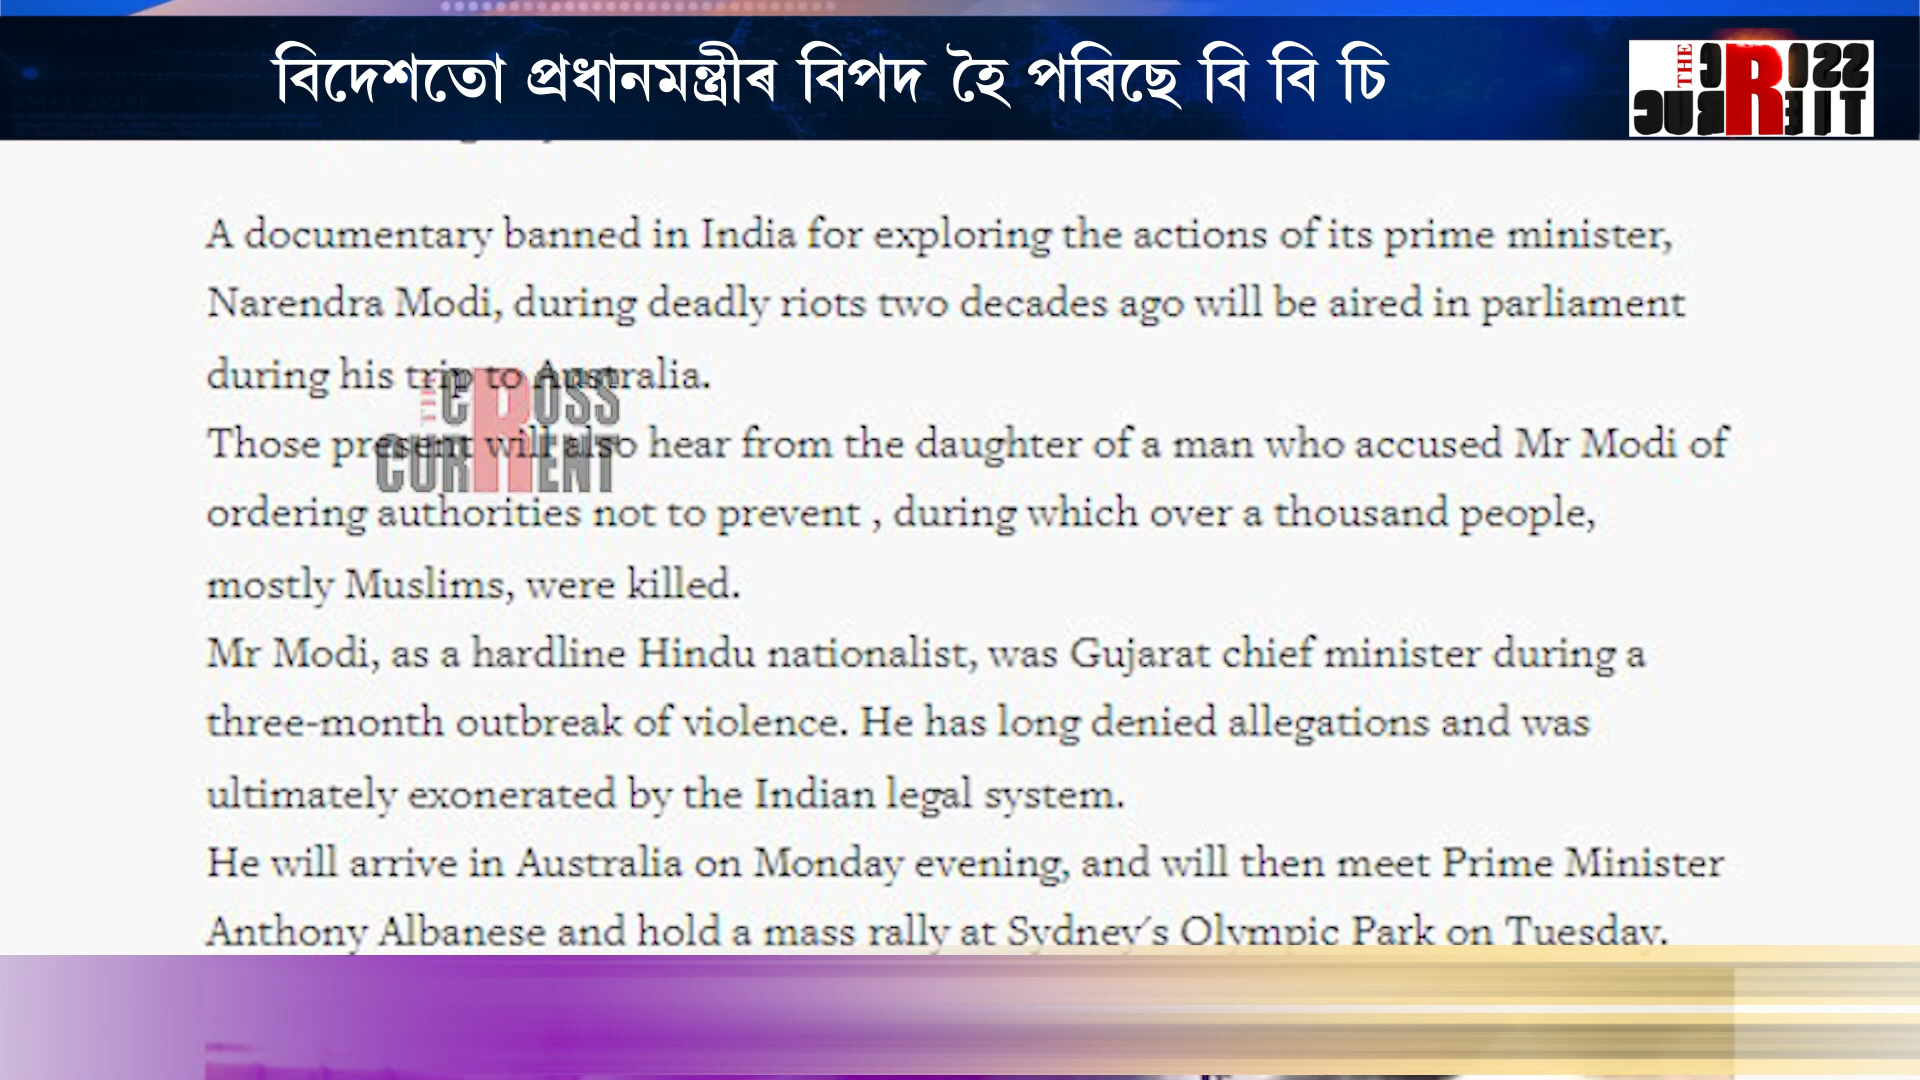 বিদেশতো প্ৰধানমন্ত্ৰীৰ বিপদ হৈ পৰিছে বি বি চি
A documentary banned in India for exploring the actions of its prime minister,
Narendra Modi, during deadly riots two decades ago will be aired in parliament
during his trip to Australia.
Those present will also hear from the daughter of a man who accused Mr Modi of
ordering authorities not to prevent , during which over a thousand people,
mostly Muslims, were killed.
Mr Modi, as a hardline Hindu nationalist, was Gujarat chief minister during a
three-month outbreak of violence. He has long denied allegations and was
ultimately exonerated by the Indian legal system.
He will arrive in Australia on Monday evening, and will then meet Prime Minister
Anthony Albanese and hold a mass rally at Sydney's Olympic Park on Tuesday.
THE CROSS
CURRENT